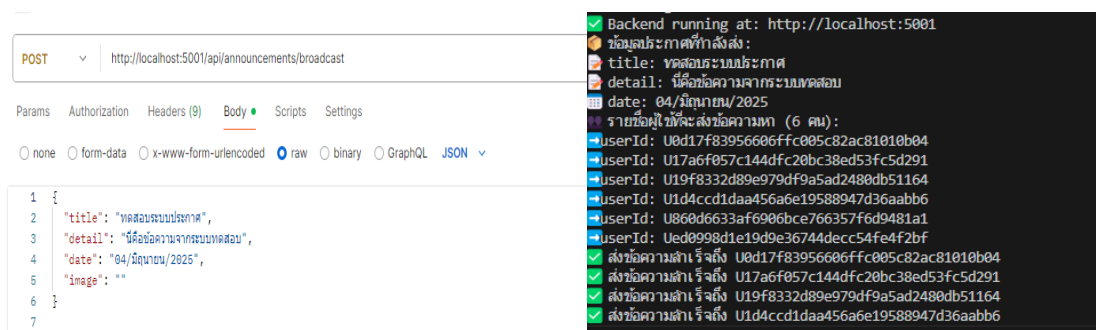 POST
http://localhost:5001/api/announcements/broadcast
Params Authorization Headers (9) Body Scripts Settings
none form-data x-www-form-urlencoded raw binary GraphQL JSON
1 {
2 "title": "ทดสอบระบบประกาศ",
3 "detail": "นี่คือข้อความจากระบบทดสอบ",
4 "date": "04/มิถุนายน/2025",
5 "image": ""
6 }
7
Backend running at: http://localhost:5001
ข้อมูลประกาศที่กำลังส่ง:
title: ทดสอบระบบประกาศ
detail: นี่คือข้อความจากระบบทดสอบ
date: 04/มิถุนายน/2025
รายชื่อผู้ใช้ที่จะส่งข้อความหา (6 คน):
userId: U0d17f83956606ffc005c82ac81010b04
userId: U17a6f057c144dfc20bc38ed53fc5d291
userId: U19f8332d89e979df9a5ad2480db51164
userId: U1d4ccd1daa456a6e19588947d36aabb6
userId: U860d6633af6906bce766357f6d9481a1
userId: Ued0998d1e19d9e36744decc54fe4f2bf
ส่งข้อความสำเร็จถึง U0d17f83956606ffc005c82ac81010b04
ส่งข้อความสำเร็จถึง U17a6f057c144dfc20bc38ed53fc5d291
ส่งข้อความสำเร็จถึง U19f8332d89e979df9a5ad2480db51164
ส่งข้อความสำเร็จถึง U1d4ccd1daa456a6e19588947d36aabb6